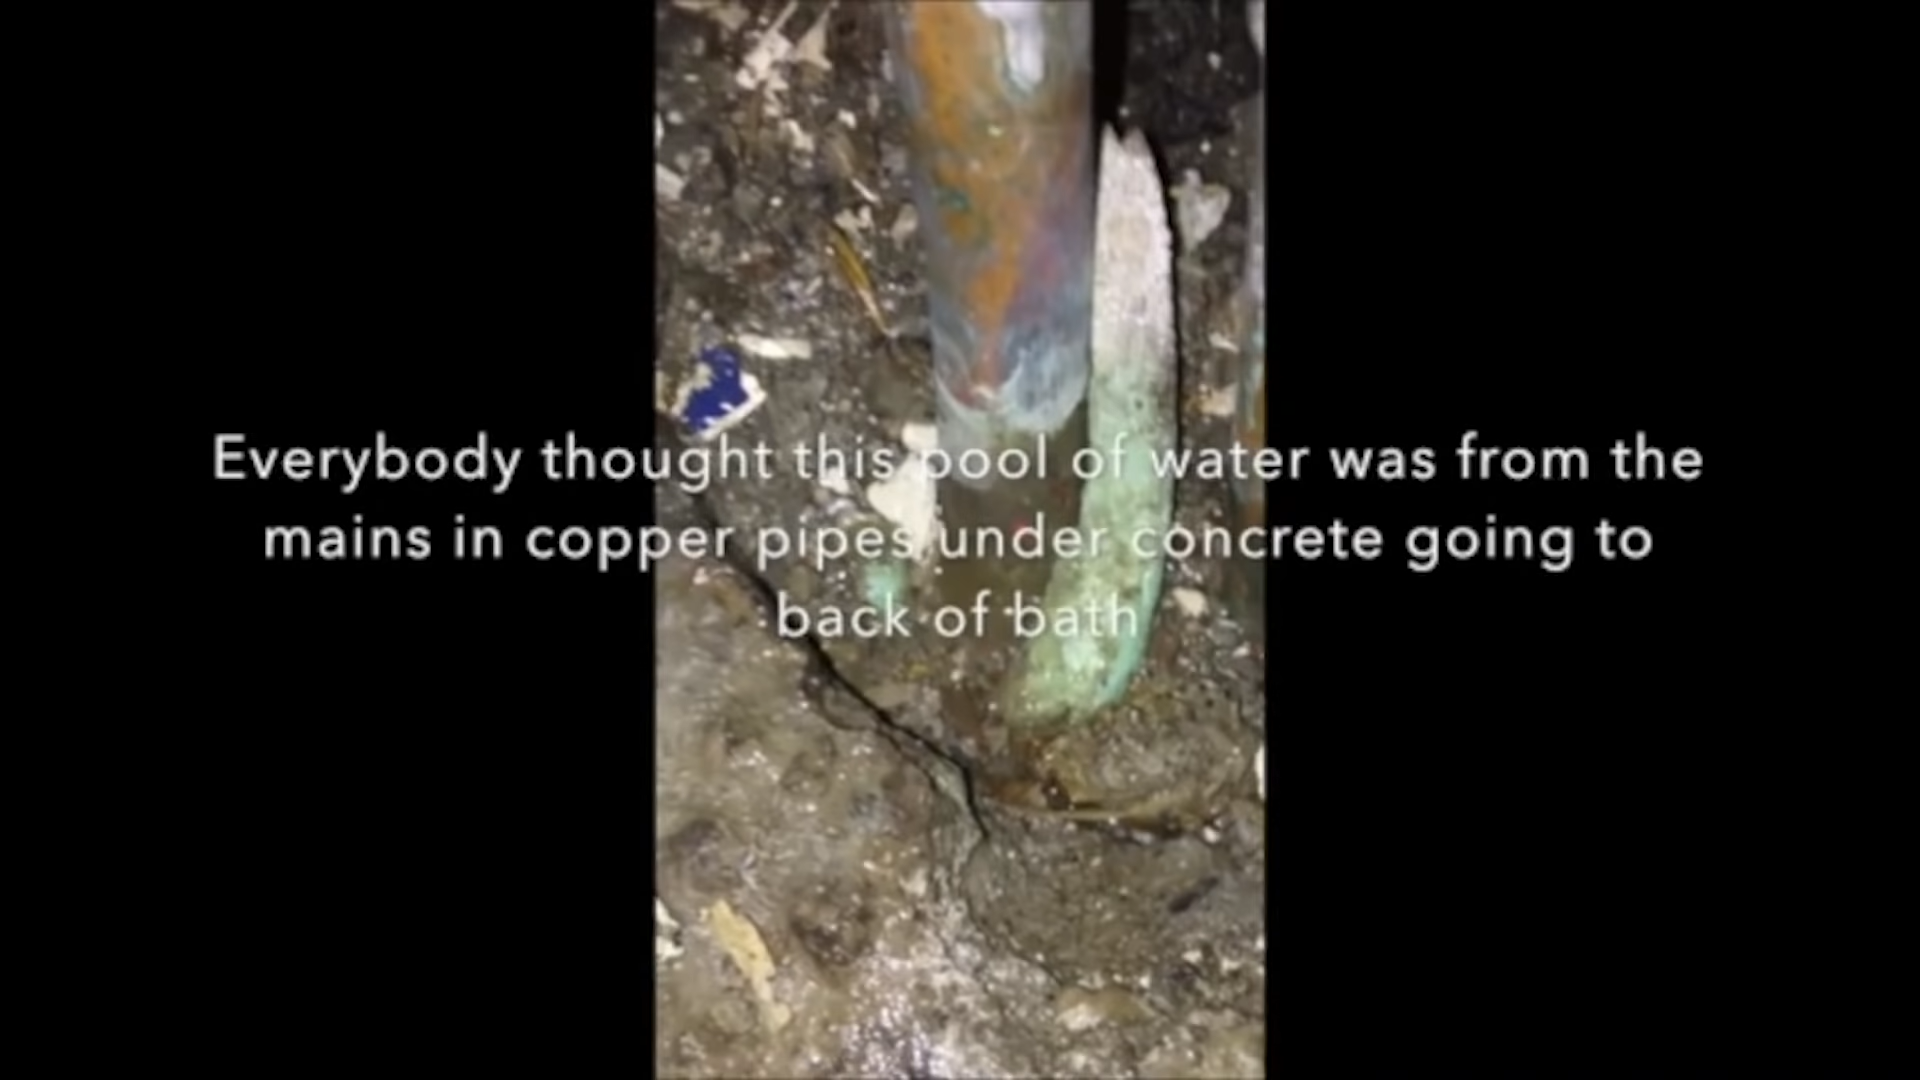 Everybody thought this pool of water was from the
mains in copper pipes under concrete going to
back of bath